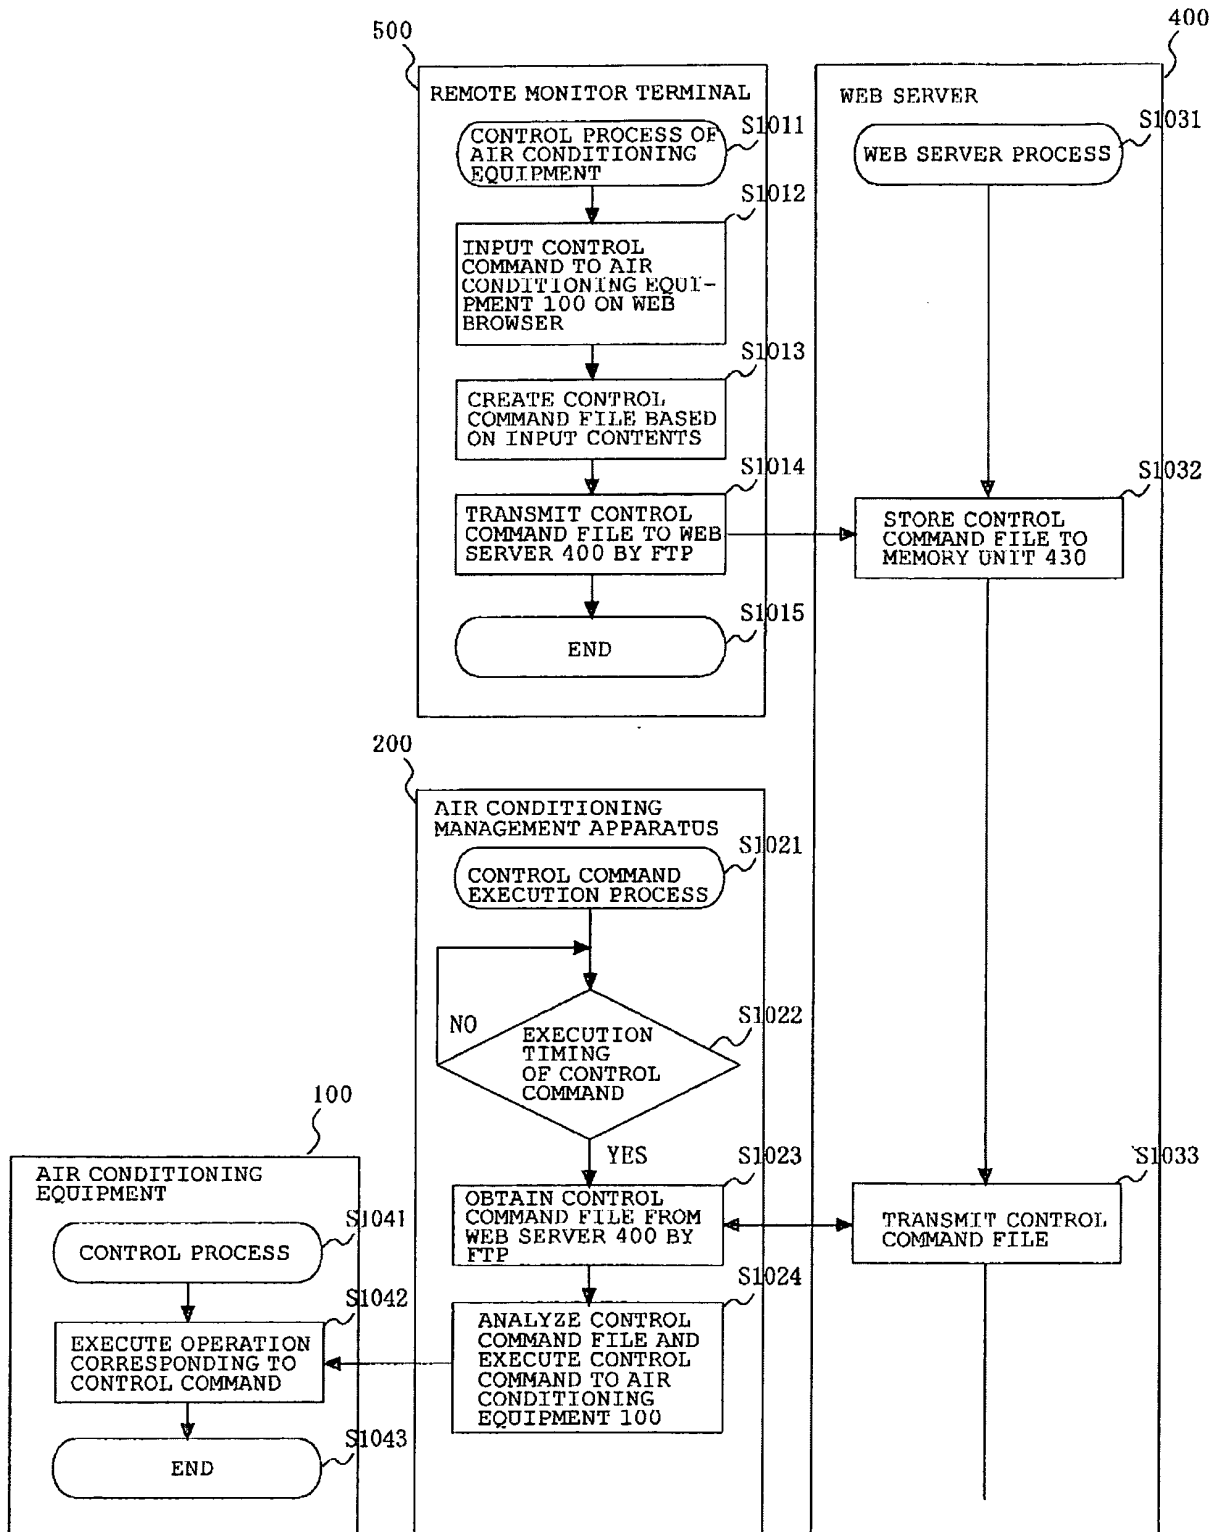 500
400
REMOTE MONITOR TERMINAL
WEB SERVER
S1011
CONTROL PROCESS OF
AIR CONDITIONING
EQUIPMENT
S1031
WEB SERVER PROCESS
S1012
INPUT CONTROL
COMMAND TO AIR
CONDITIONING EQUI-
PMENT 100 ON WEB
BROWSER
S1013
CREATE CONTROL
COMMAND FILE BASED
ON INPUT CONTENTS
S1014
TRANSMIT CONTROL
COMMAND FILE TO WEB
SERVER 400 BY FTP
S1032
STORE CONTROL
COMMAND FILE TO
MEMORY UNIT 430
S1015
END
200
AIR CONDITIONING
MANAGEMENT APPARATUS
S1021
CONTROL COMMAND
EXECUTION PROCESS
S1022
NO
EXECUTION
TIMING
OF CONTROL
COMMAND
YES
100
AIR CONDITIONING
EQUIPMENT
S1023
OBTAIN CONTROL
COMMAND FILE FROM
WEB SERVER 400 BY
FTP
S1033
TRANSMIT CONTROL
COMMAND FILE
S1041
CONTROL PROCESS
S1024
ANALYZE CONTROL
COMMAND FILE AND
EXECUTE CONTROL
COMMAND TO AIR
CONDITIONING
EQUIPMENT 100
S1042
EXECUTE OPERATION
CORRESPONDING TO
CONTROL COMMAND
S1043
END